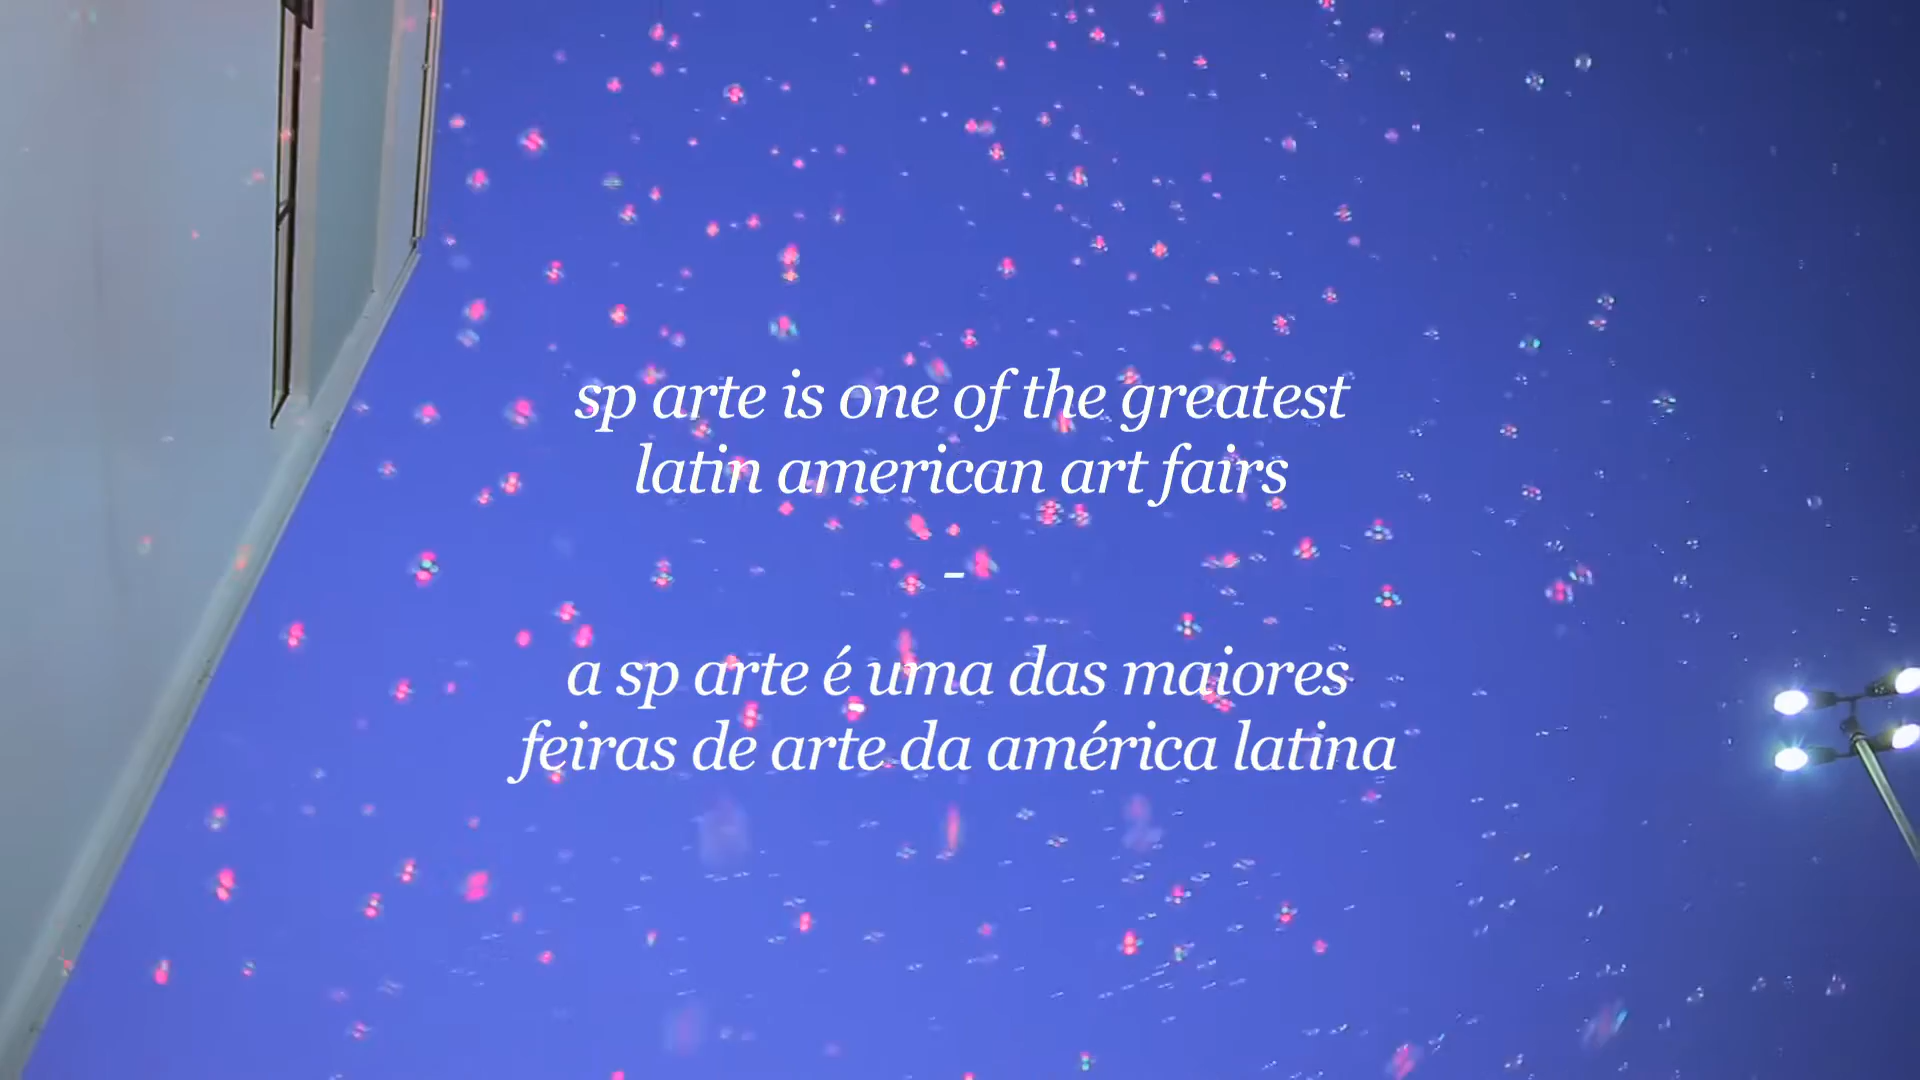 sp arte is one of the greatest
latin american art fairs
-
a sp arte é uma das maiores
feiras de arte da américa latina